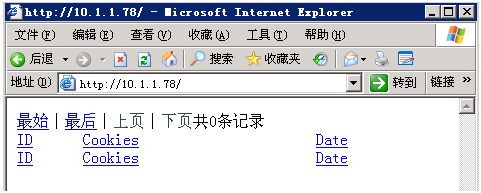 http://10.1.1.78/ - Microsoft Internet Explorer
文件(F) 编辑(E) 查看(V) 收藏(A) 工具(T) 帮助(H)
后退 搜索 收藏夹
地址(D) http://10.1.1.78/ 转到 链接 »
最始 | 最后 | 上页 | 下页共0条记录
ID Cookies Date
ID Cookies Date